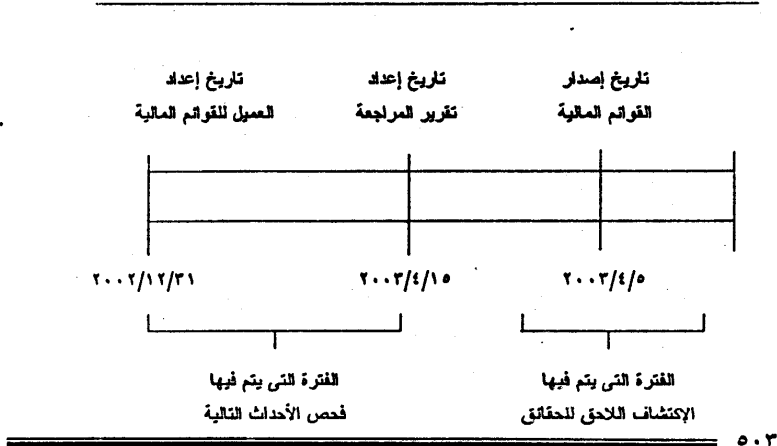 تاريخ إصدار
القوائم المالية
تاريخ إعداد
تقرير المراجعة
تاريخ إعداد
العميل للقوائم المالية
٢٠٠٣/٤/٥
٢٠٠٣/٤/١٥
٢٠٠٢/١٢/٣١
الفترة التى يتم فيها
الإكتشاف اللاحق للحقائق
الفترة التى يتم فيها
فحص الأحداث التالية
٥٠٣